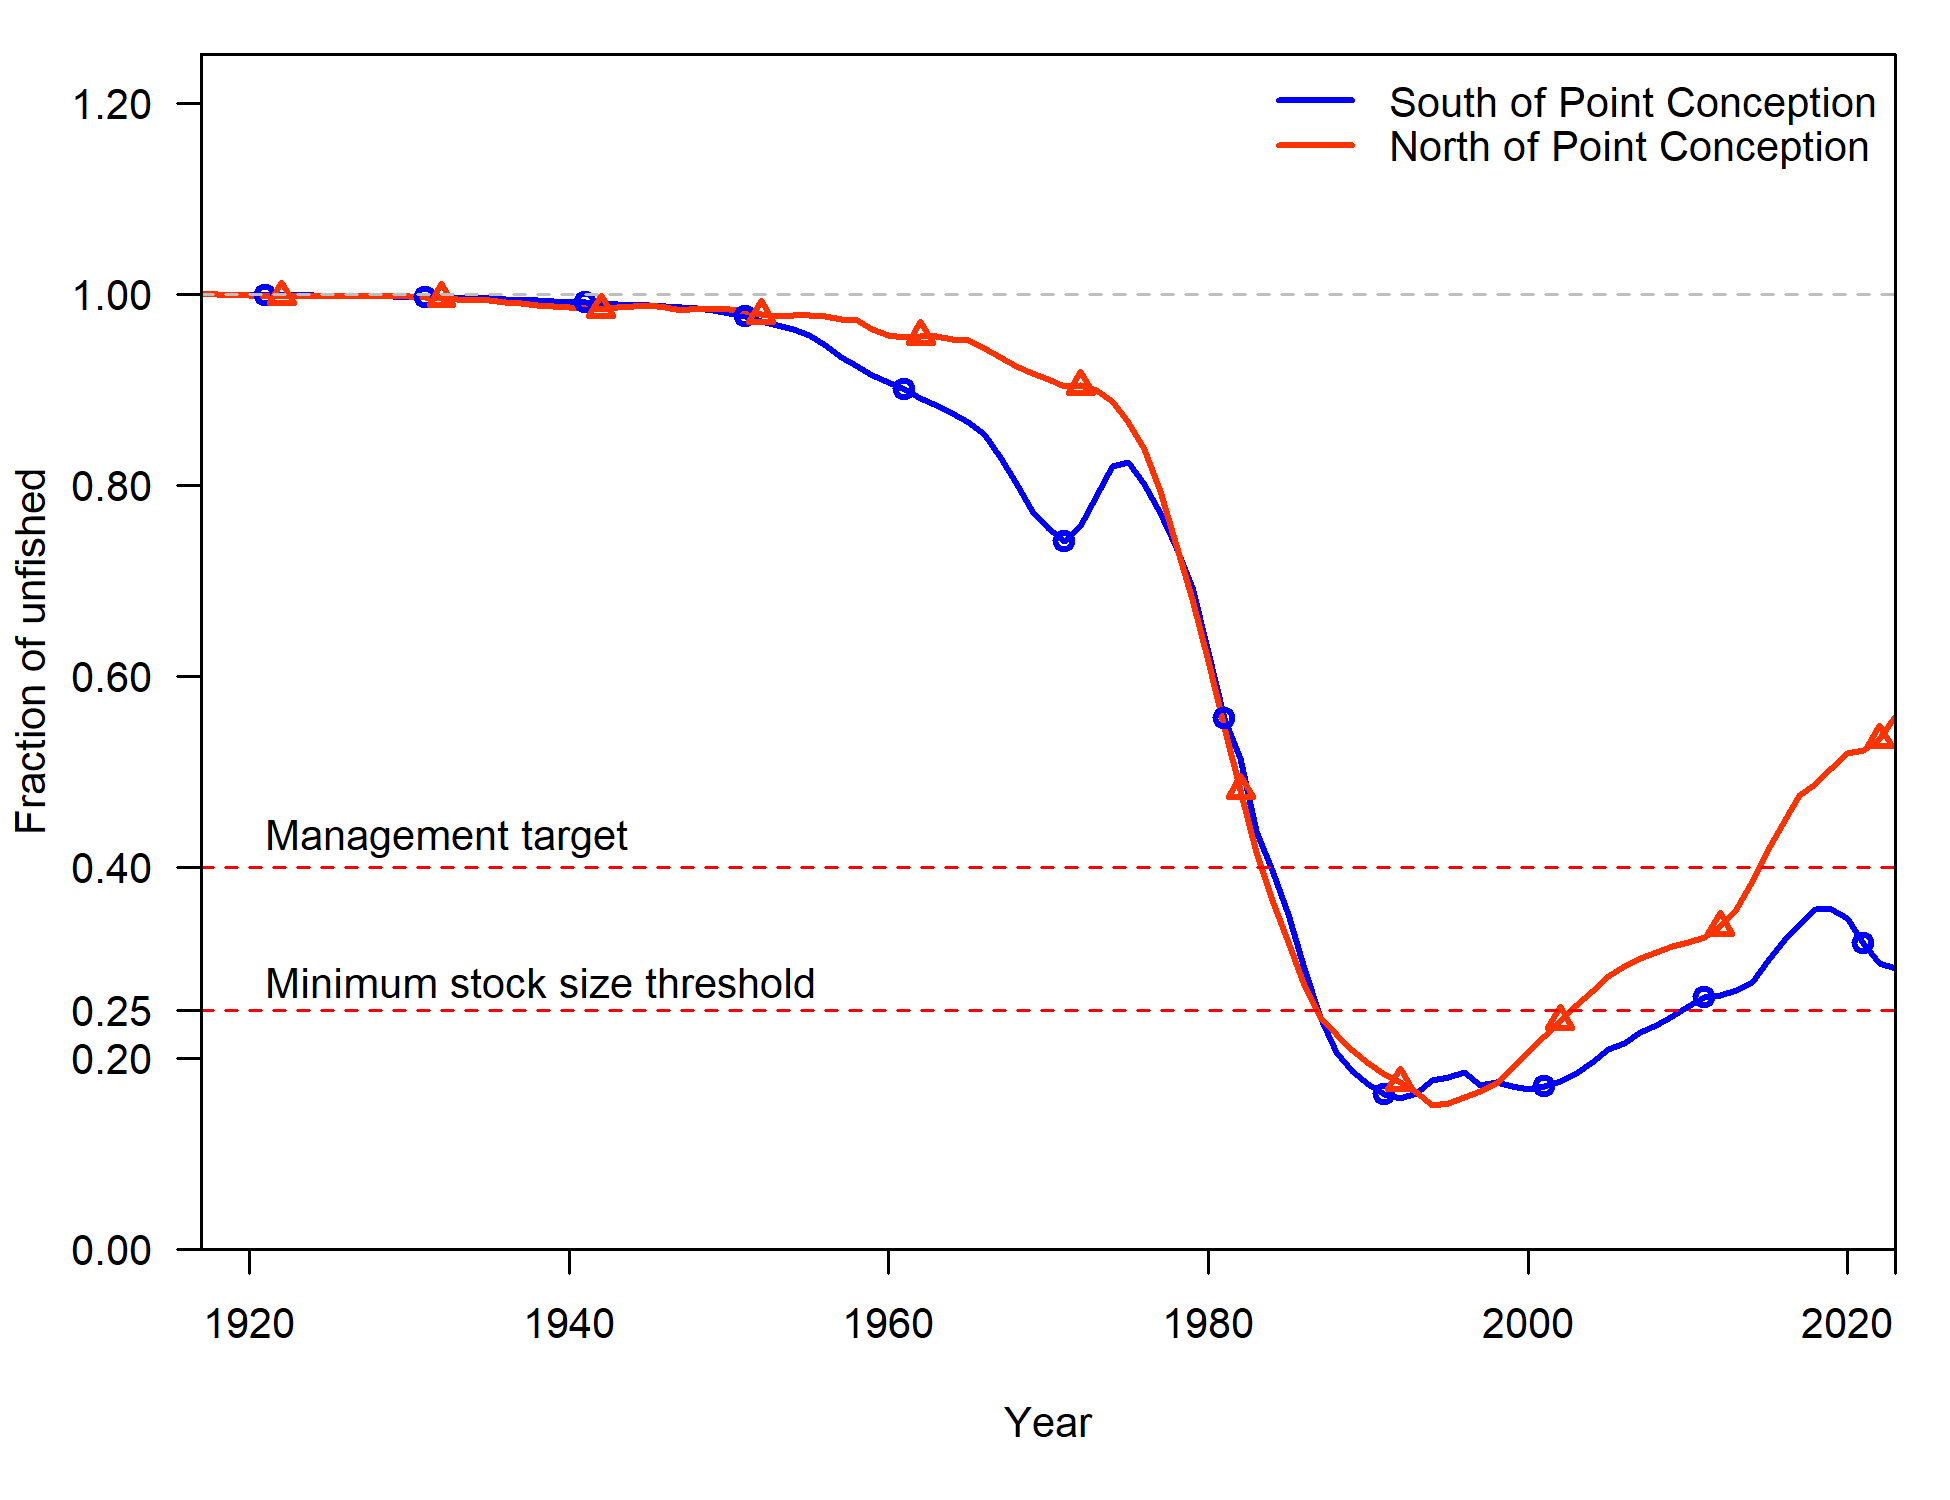 1.20
South of Point Conception
North of Point Conception
1.00
0.80
0.60
Fraction of unfished
Management target
0.40
Minimum stock size threshold
0.25
0.20
0.00
1920 1940 1960 1980 2000 2020
Year